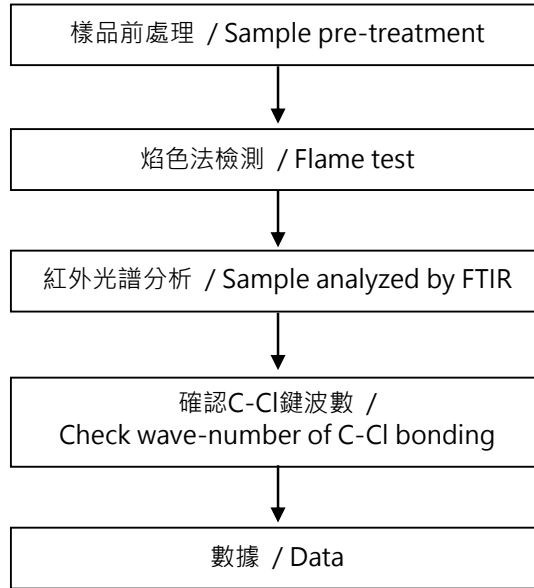 樣品前處理 / Sample pre-treatment
焰色法檢測 / Flame test
紅外光譜分析 / Sample analyzed by FTIR
確認C-Cl鍵波數 /
Check wave-number of C-Cl bonding
數據 / Data